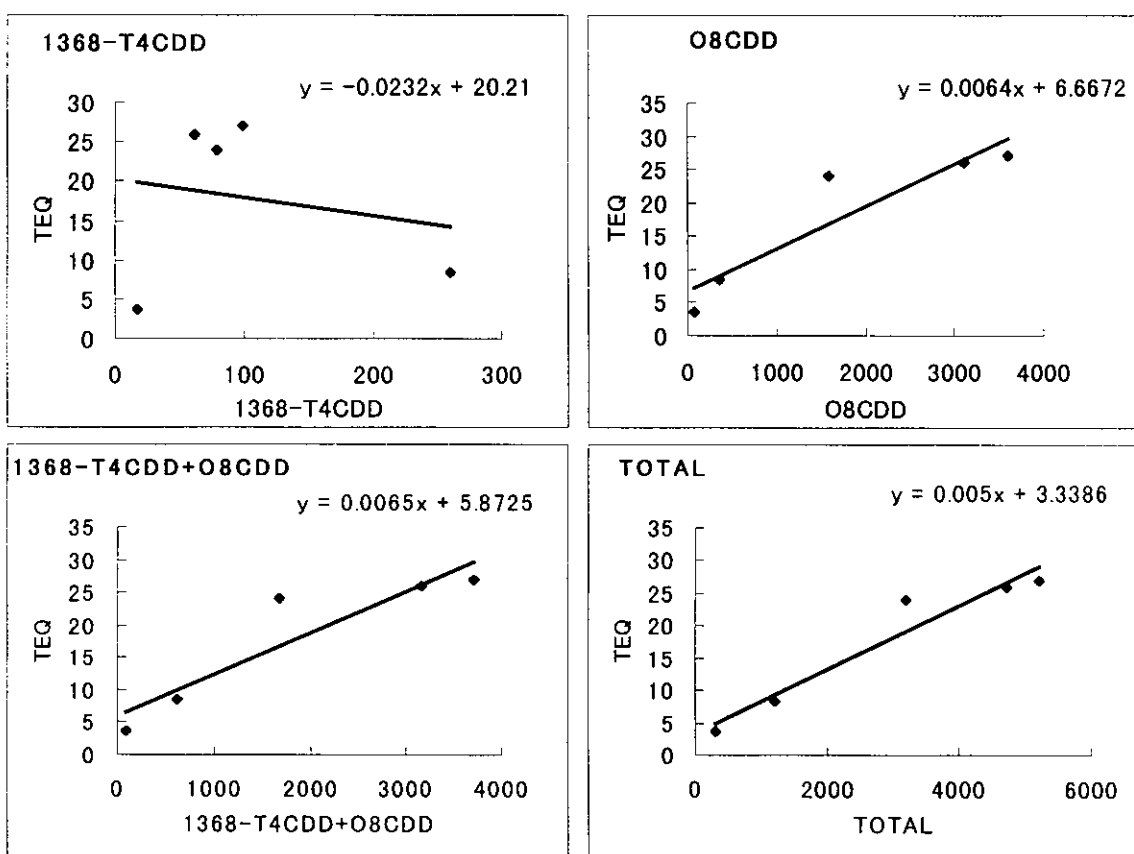 1368-T4CDD
y = -0.0232x + 20.21
30
25
20
15
10
5
0
TEQ
0 100 200 300
1368-T4CDD
O8CDD
y = 0.0064x + 6.6672
35
30
25
20
15
10
5
0
TEQ
0 1000 2000 3000 4000
O8CDD
1368-T4CDD+O8CDD
y = 0.0065x + 5.8725
35
30
25
20
15
10
5
0
TEQ
0 1000 2000 3000 4000
1368-T4CDD+O8CDD
TOTAL
y = 0.005x + 3.3386
35
30
25
20
15
10
5
0
TEQ
0 2000 4000 6000
TOTAL